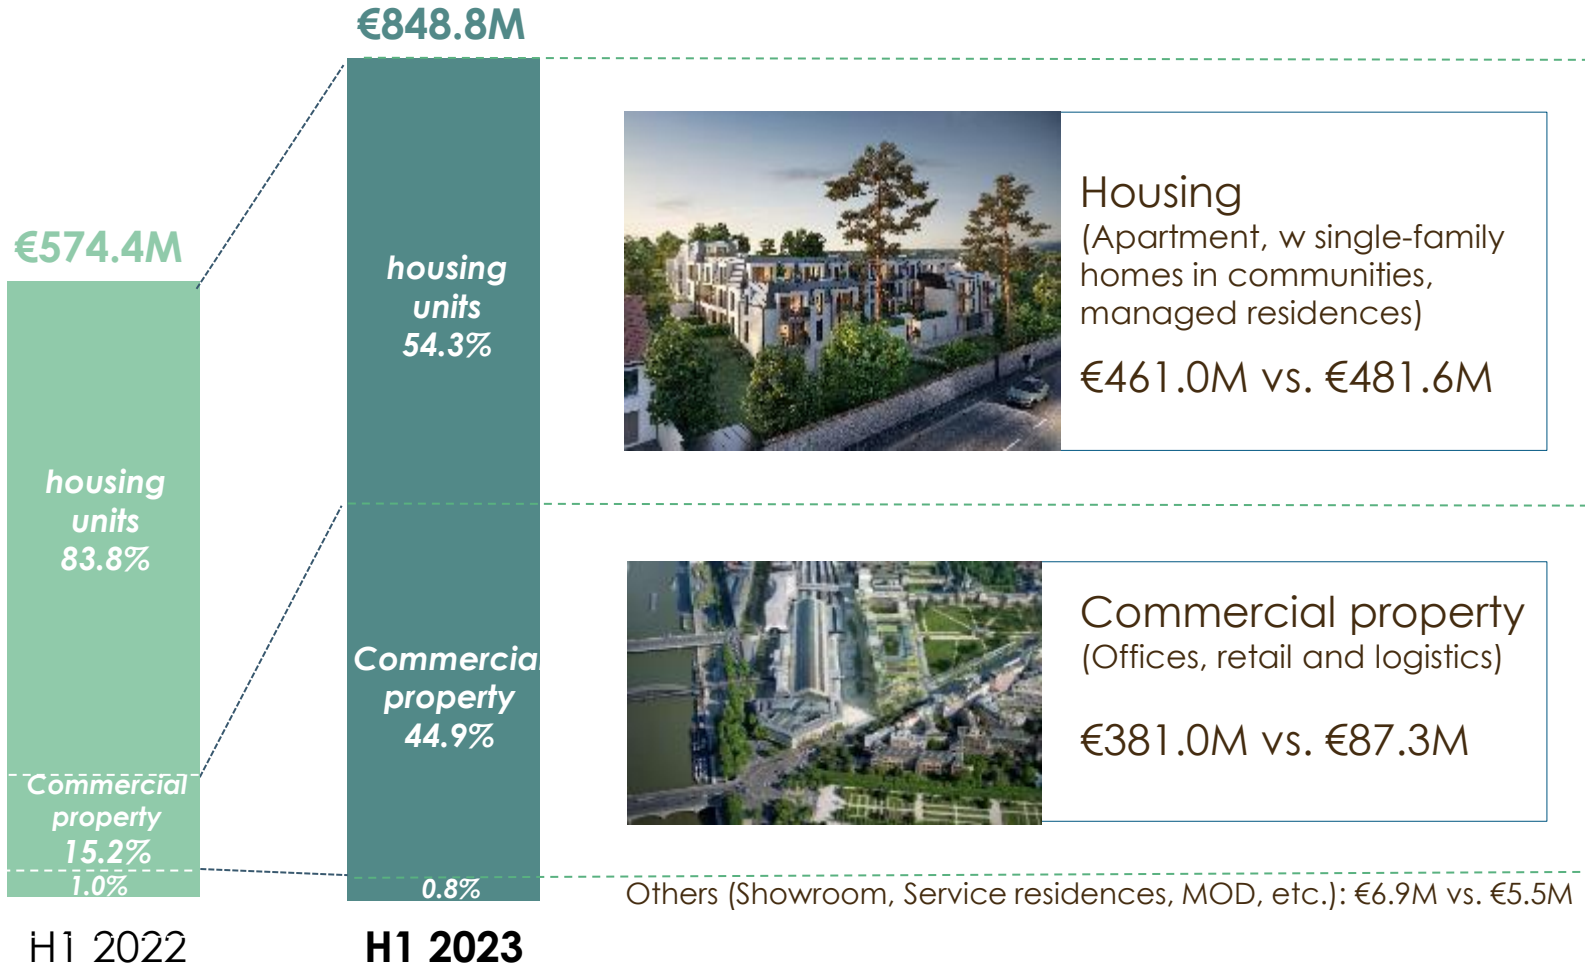 €848.8M
€574.4M
housing
units
83.8%
Commercial
property
15.2%
1.0%
H1 2022
housing
units
54.3%
Commercial
property
44.9%
0.8%
H1 2023
Housing
(Apartment, w single-family
homes in communities,
managed residences)
€461.0M vs. €481.6M
Commercial property
(Offices, retail and logistics)
€381.0M vs. €87.3M
Others (Showroom, Service residences, MOD, etc.): €6.9M vs. €5.5M